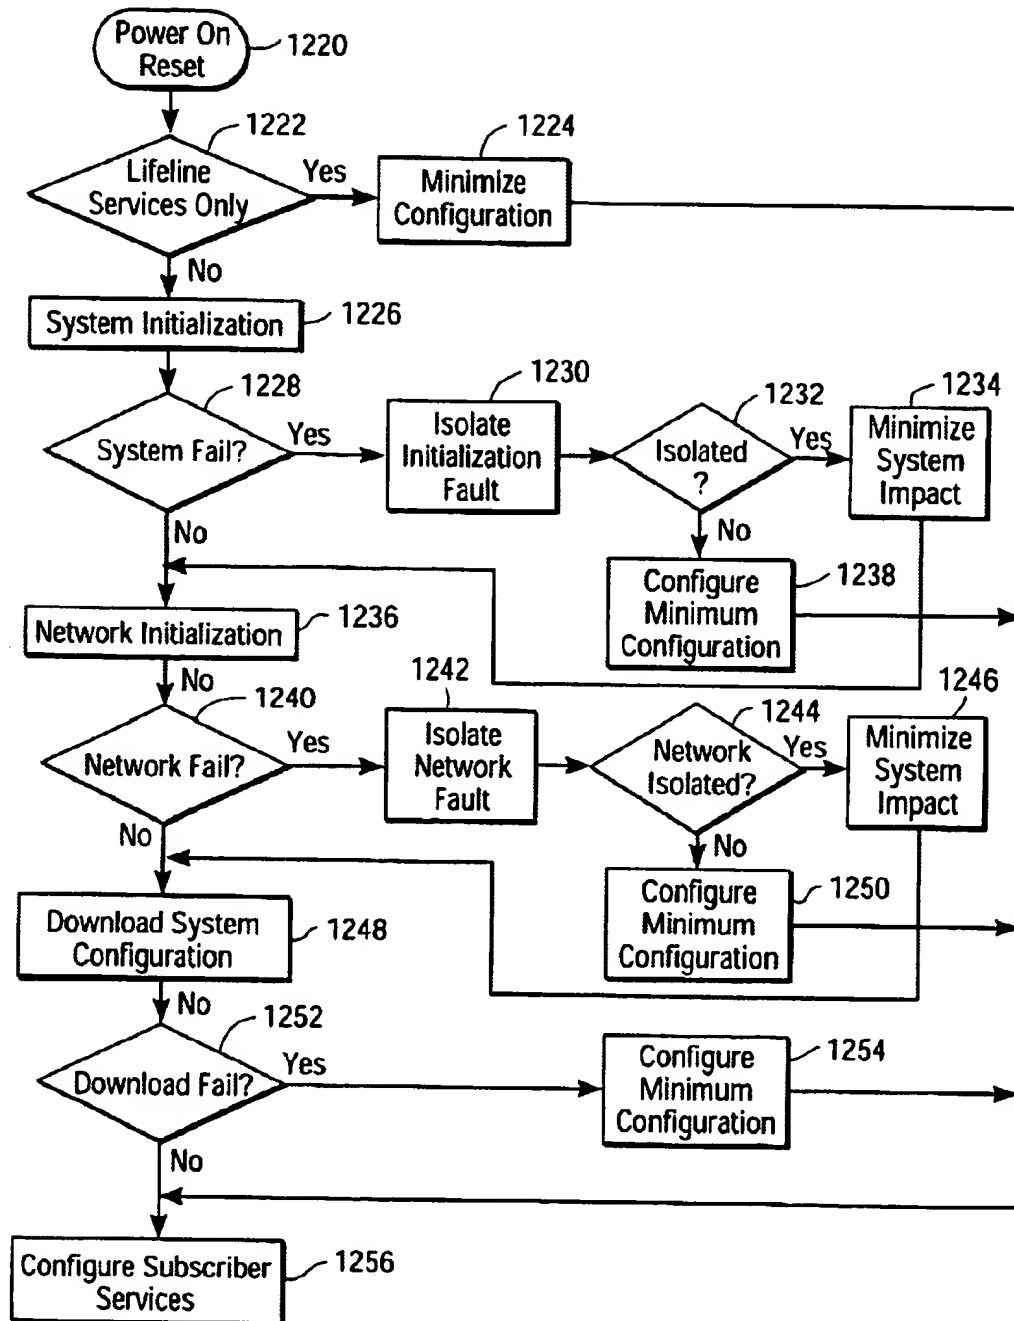 Power On
Reset
1220
1222
Lifeline
Services Only
Yes
1224
Minimize
Configuration
No
System Initialization
1226
1228
System Fail?
Yes
1230
Isolate
Initialization
Fault
1232
Isolated
?
Yes
1234
Minimize
System
Impact
No
No
Configure
Minimum
Configuration
1238
Network Initialization
1236
No
1240
Network Fail?
Yes
1242
Isolate
Network
Fault
1244
Network
Isolated?
Yes
1246
Minimize
System
Impact
No
No
Configure
Minimum
Configuration
1250
Download System
Configuration
1248
No
1252
Download Fail?
Yes
Configure
Minimum
Configuration
1254
No
Configure Subscriber
Services
1256